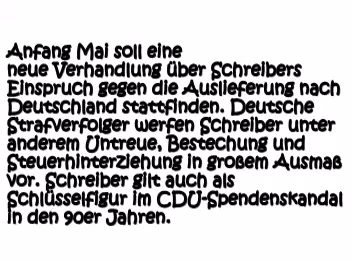 Anfang Mai soll eine
neue Verhandlung über Schreibers
Einspruch gegen die Auslieferung nach
Deutschland stattfinden. Deutsche
Strafverfolger werfen Schreiber unter
anderem Untreue, Bestechung und
Steuerhinterziehung in großem Ausmaß
vor. Schreiber gilt auch als
Schlüsselfigur im CDU-Spendenskandal
in den 90er Jahren.